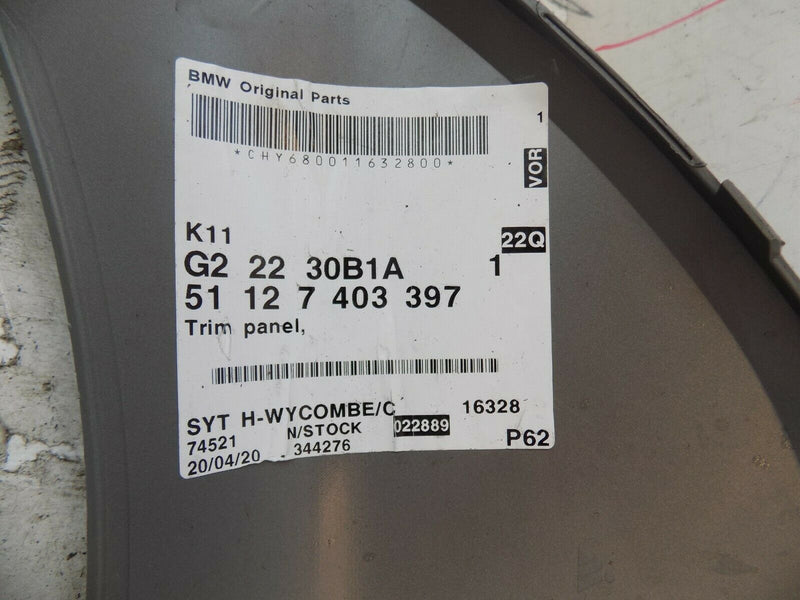 BMW Original Parts
*CHY680011632800*
1
VOR
K11
22Q
G2 22 30B1A 1
51 12 7 403 397
Trim panel,
SYT H-WYCOMBE/C 16328
74521 N/STOCK 022889
20/04/20 - 344276 P62